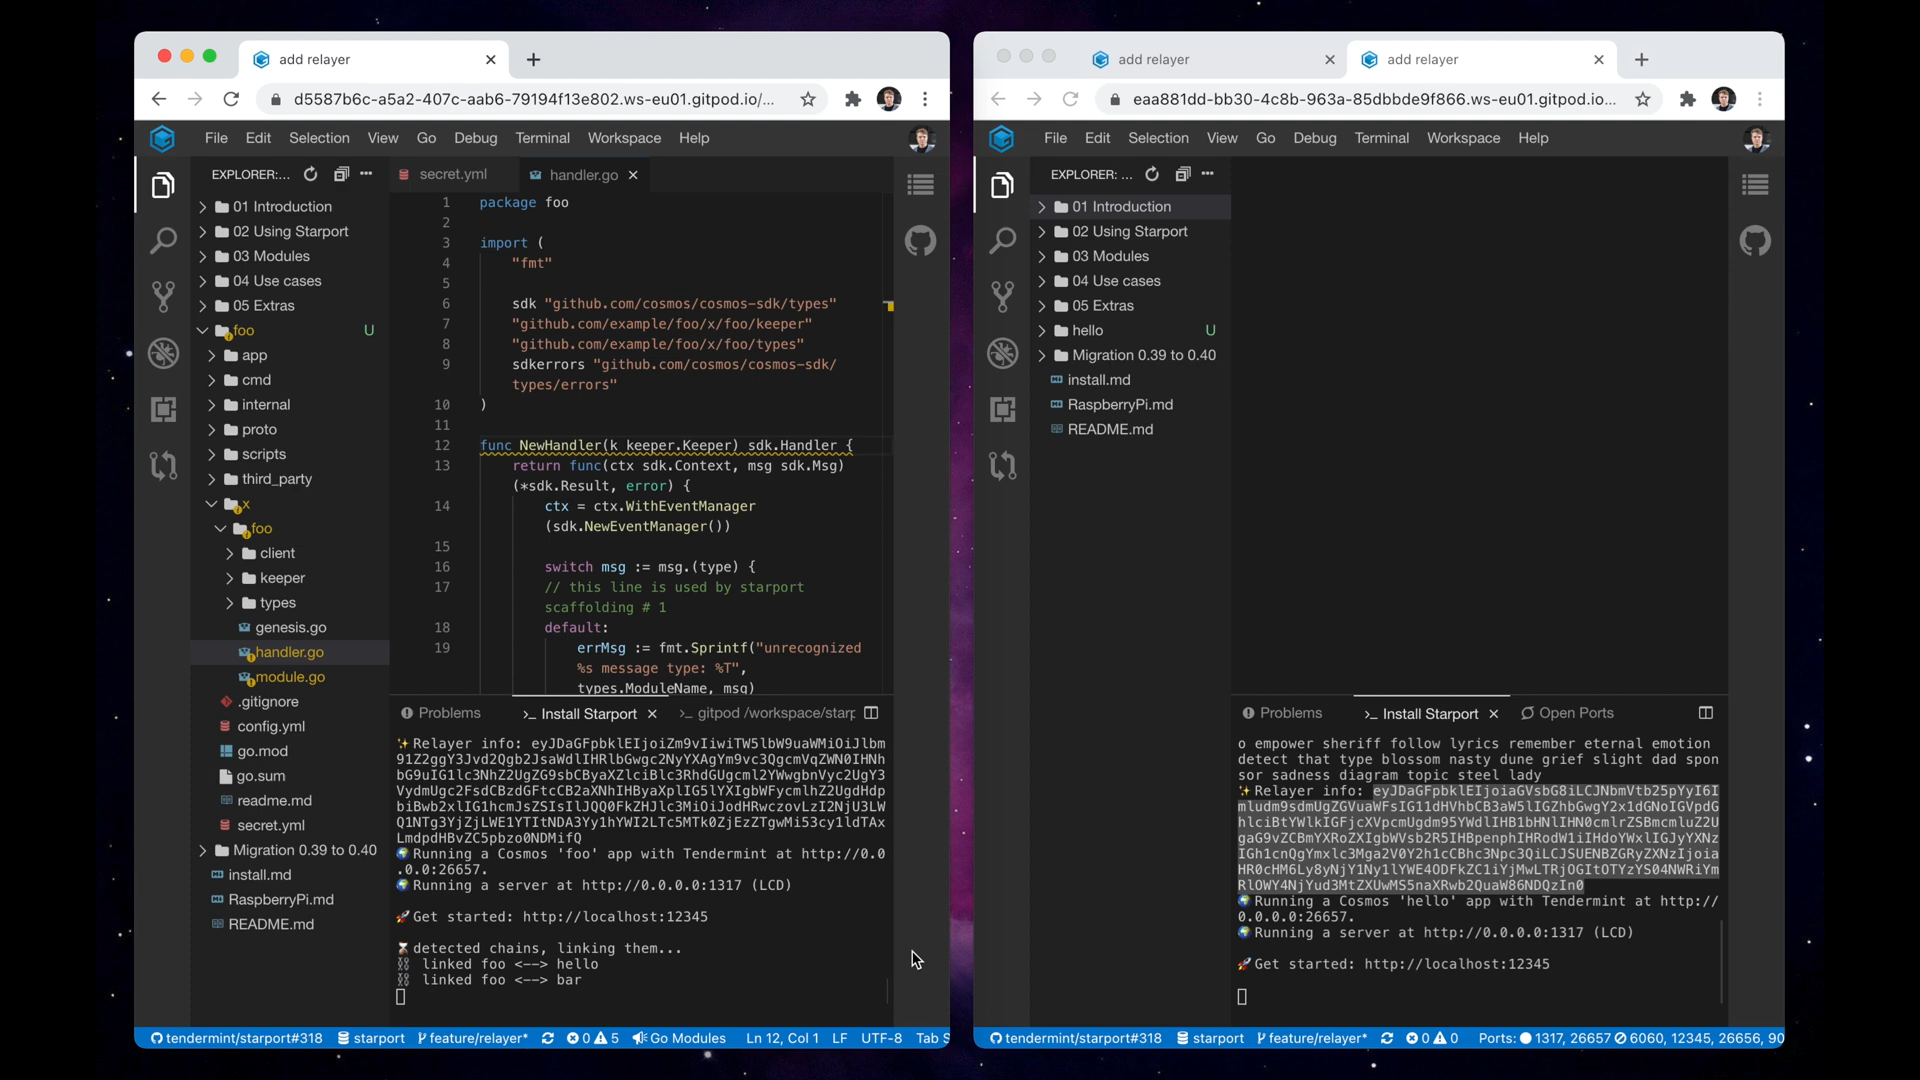 add relayer
d5587b6c-a5a2-407c-aab6-79194f13e802.ws-eu01.gitpod.io/...
File Edit Selection View Go Debug Terminal Workspace Help
EXPLORER:...
01 Introduction
02 Using Starport
03 Modules
04 Use cases
05 Extras
foo U
app
cmd
internal
proto
scripts
third_party
x
foo
client
keeper
types
genesis.go
handler.go
module.go
.gitignore
config.yml
go.mod
go.sum
readme.md
secret.yml
Migration 0.39 to 0.40
install.md
RaspberryPi.md
README.md
secret.yml handler.go
1 package foo
2
3 import (
4 "fmt"
5
6 sdk "github.com/cosmos/cosmos-sdk/types"
7 "github.com/example/foo/x/foo/keeper"
8 "github.com/example/foo/x/foo/types"
9 sdkerrors "github.com/cosmos/cosmos-sdk/
types/errors"
10 )
11
12 func NewHandler(k keeper.Keeper) sdk.Handler {
13 return func(ctx sdk.Context, msg sdk.Msg)
(*sdk.Result, error) {
14 ctx = ctx.WithEventManager
(sdk.NewEventManager())
15
16 switch msg := msg.(type) {
17 // this line is used by starport
scaffolding # 1
18 default:
19 errMsg := fmt.Sprintf("unrecognized
%s message type: %T",
types.ModuleName, msg)
Problems Install Starport gitpod /workspace/starp
Relayer info:
Running a Cosmos 'foo' app with Tendermint at http://0.0
.0.0:26657.
Running a server at http://0.0.0.0:1317 (LCD)
Get started: http://localhost:12345
detected chains, linking them...
linked foo <--> hello
linked foo <--> bar
tendermint/starport#318 starport feature/relayer* 0 5 Go Modules Ln 12, Col 1 LF UTF-8 Tab S
add relayer add relayer
eaa881dd-bb30-4c8b-963a-85dbbde9f866.ws-eu01.gitpod.io...
File Edit Selection View Go Debug Terminal Workspace Help
EXPLORER: ...
01 Introduction
02 Using Starport
03 Modules
04 Use cases
05 Extras
hello U
Migration 0.39 to 0.40
install.md
RaspberryPi.md
README.md
Problems Install Starport Open Ports
o empower sheriff follow lyrics remember eternal emotion
detect that type blossom nasty dune grief slight dad spon
sor sadness diagram topic steel lady
Relayer info:
Running a Cosmos 'hello' app with Tendermint at http://
0.0.0.0:26657.
Running a server at http://0.0.0.0:1317 (LCD)
Get started: http://localhost:12345
tendermint/starport#318 starport feature/relayer* 0 0 Ports: 1317, 26657 6060, 12345, 26656, 90